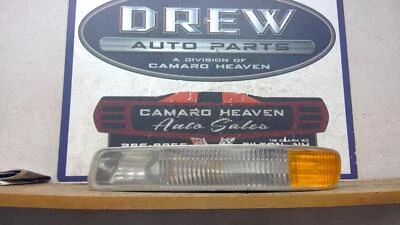 DREW
AUTO PARTS
A DIVISION OF
CAMARO HEAVEN
CAMARO HEAVEN
Auto Sales